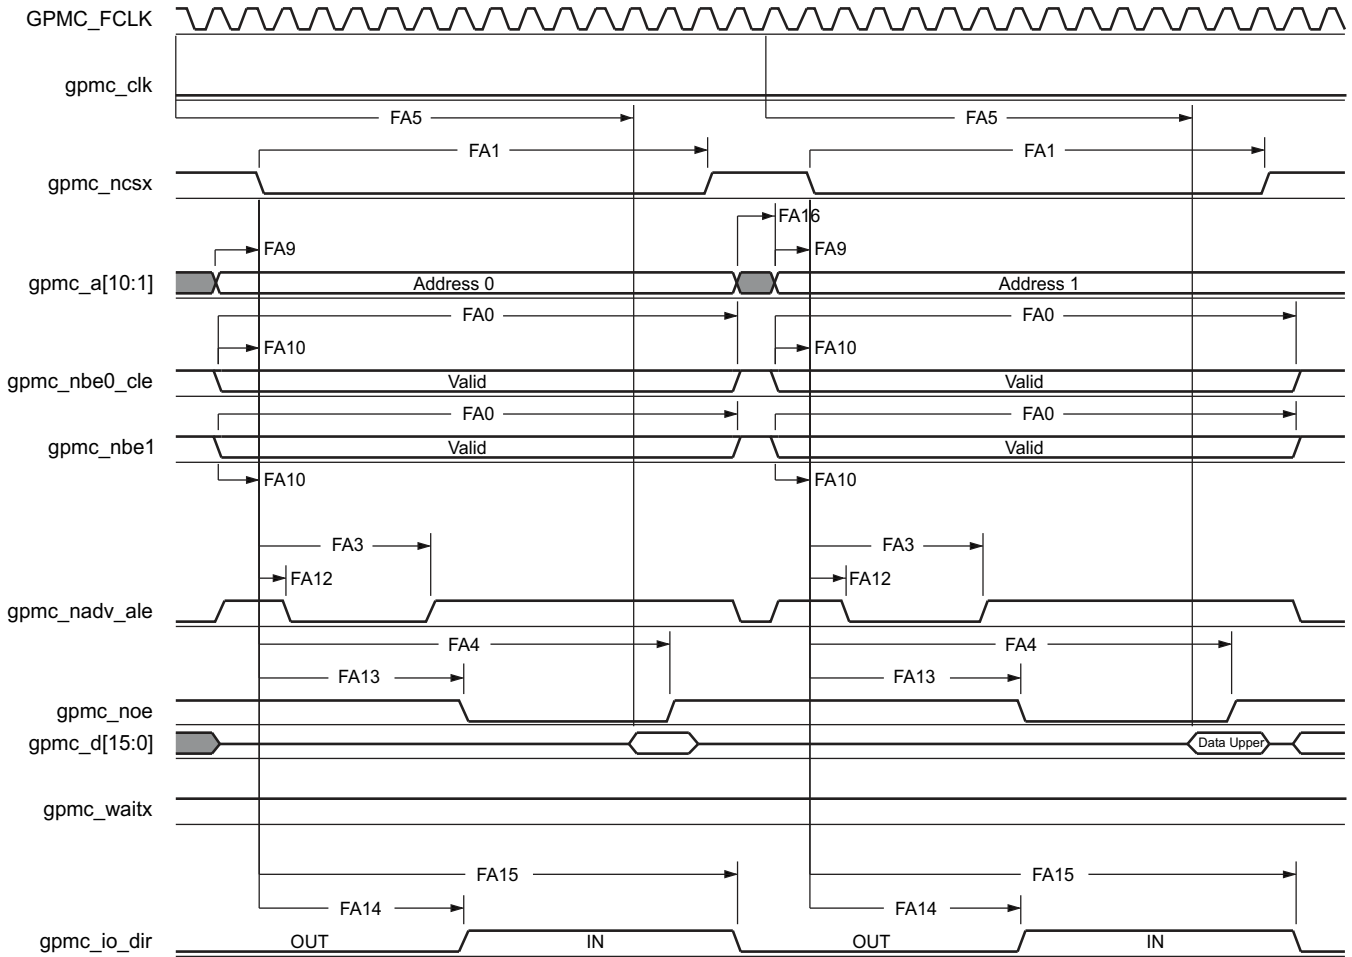 GPMC_FCLK
gpmc_clk
FA5 FA5
FA1 FA1
gpmc_ncsx
FA16
FA9 FA9
gpmc_a[10:1] Address 0 Address 1
FA0 FA0
FA10 FA10
gpmc_nbe0_cle Valid Valid
FA0 FA0
gpmc_nbe1 Valid Valid
FA10 FA10
FA3 FA3
FA12 FA12
gpmc_nadv_ale
FA4 FA4
FA13 FA13
gpmc_noe
gpmc_d[15:0] Data Upper
gpmc_waitx
FA15 FA15
FA14 FA14
gpmc_io_dir OUT IN OUT IN